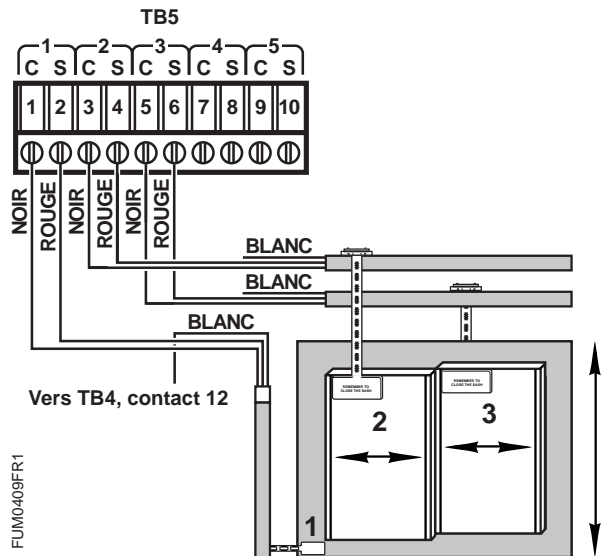 TB5
1 2 3 4 5
C S C S C S C S C S
1 2 3 4 5 6 7 8 9 10
NOIR
ROUGE
NOIR
ROUGE
NOIR
ROUGE
BLANC
BLANC
BLANC
Vers TB4, contact 12
REMEMBER TO
CLOSE THE SASH
REMEMBER TO
CLOSE THE SASH
2
3
1
FUM0409FR1